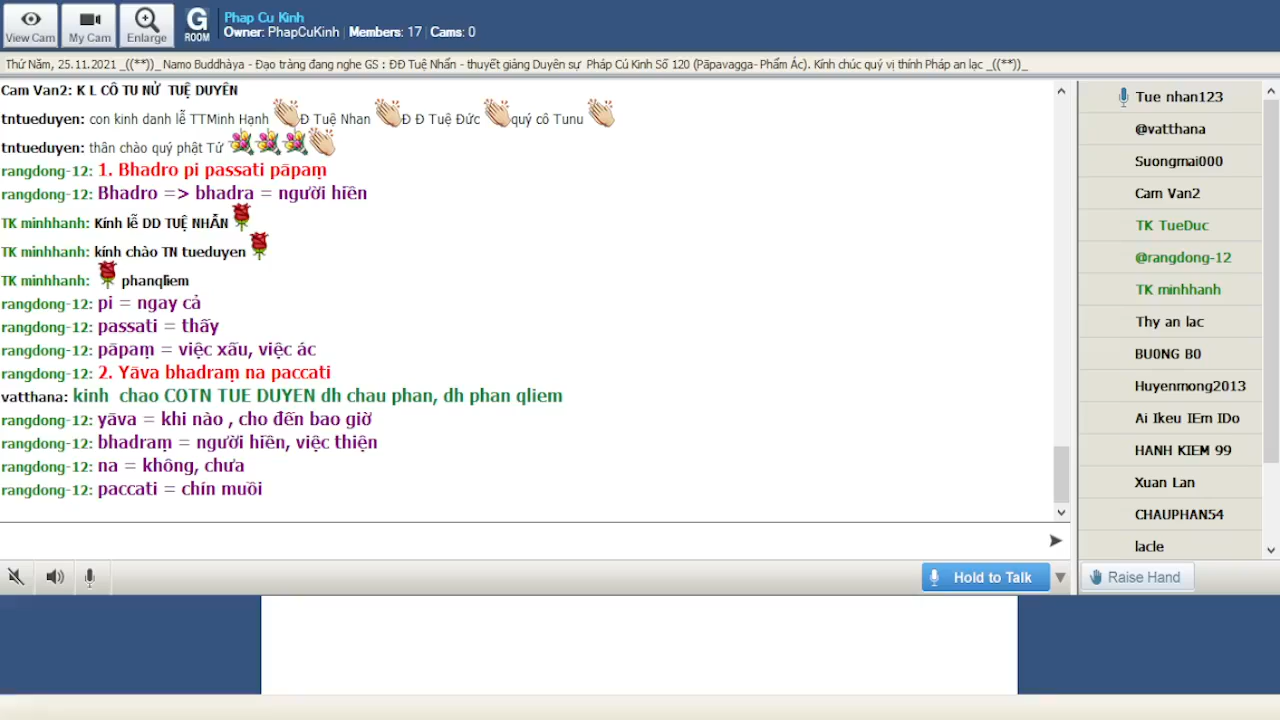 View Cam
My Cam
Enlarge
G
ROOM
Phap Cu Kinh
Owner: PhapCuKinh | Members: 17 | Cams: 0
Thứ Năm, 25.11.2021 _((**))_ Namo Buddhàya - Đạo tràng đang nghe GS : ĐĐ Tuệ Nhẩn - thuyết giảng Duyên sự Pháp Cú Kinh Số 120 (Pāpavagga- Phẩm Ác). Kính chúc quý vị thính Pháp an lạc _((**))_
Cam Van2: K L CÔ TU NỮ TUỆ DUYÊN
tntueduyen: con kinh danh lễ TTMinh Hạnh Đ Tuệ Nhan Đ Đ Tuệ Đức quý cô Tunu
tntueduyen: thân chào quý phật Tử
rangdong-12: 1. Bhadro pi passati pāpaṃ
rangdong-12: Bhadro => bhadra = người hiền
TK minhhanh: Kính lễ DD TUỆ NHẪN
TK minhhanh: kính chào TN tueduyen
TK minhhanh: phanqliem
rangdong-12: pi = ngay cả
rangdong-12: passati = thấy
rangdong-12: pāpaṃ = việc xấu, việc ác
rangdong-12: 2. Yāva bhadraṃ na paccati
vatthana: kinh chao COTN TUE DUYEN dh chau phan, dh phan qliem
rangdong-12: yāva = khi nào , cho đến bao giờ
rangdong-12: bhadraṃ = người hiền, việc thiện
rangdong-12: na = không, chưa
rangdong-12: paccati = chín muồi
Hold to Talk
Tue nhan123
@vatthana
Suongmai000
Cam Van2
TK TueDuc
@rangdong-12
TK minhhanh
Thy an lac
BU0NG B0
Huyenmong2013
Ai Ikeu IEm IDo
HANH KIEM 99
Xuan Lan
CHAUPHAN54
lacle
Raise Hand